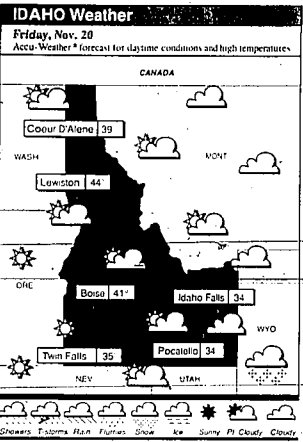 IDAHO Weather
Friday, Nov. 20
Accu-Weather® forecast for daytime conditions and high temperatures
CANADA
Coeur D'Alene 39
WASH
MONT
Lewiston 44°
ORE
Boise 41°
Idaho Falls 34
WYO
Twin Falls 35
Pocatello 34
NEV
UTAH
Showers T-storms Rain Flurries Snow Ice Sunny Pt. Cloudy Cloudy